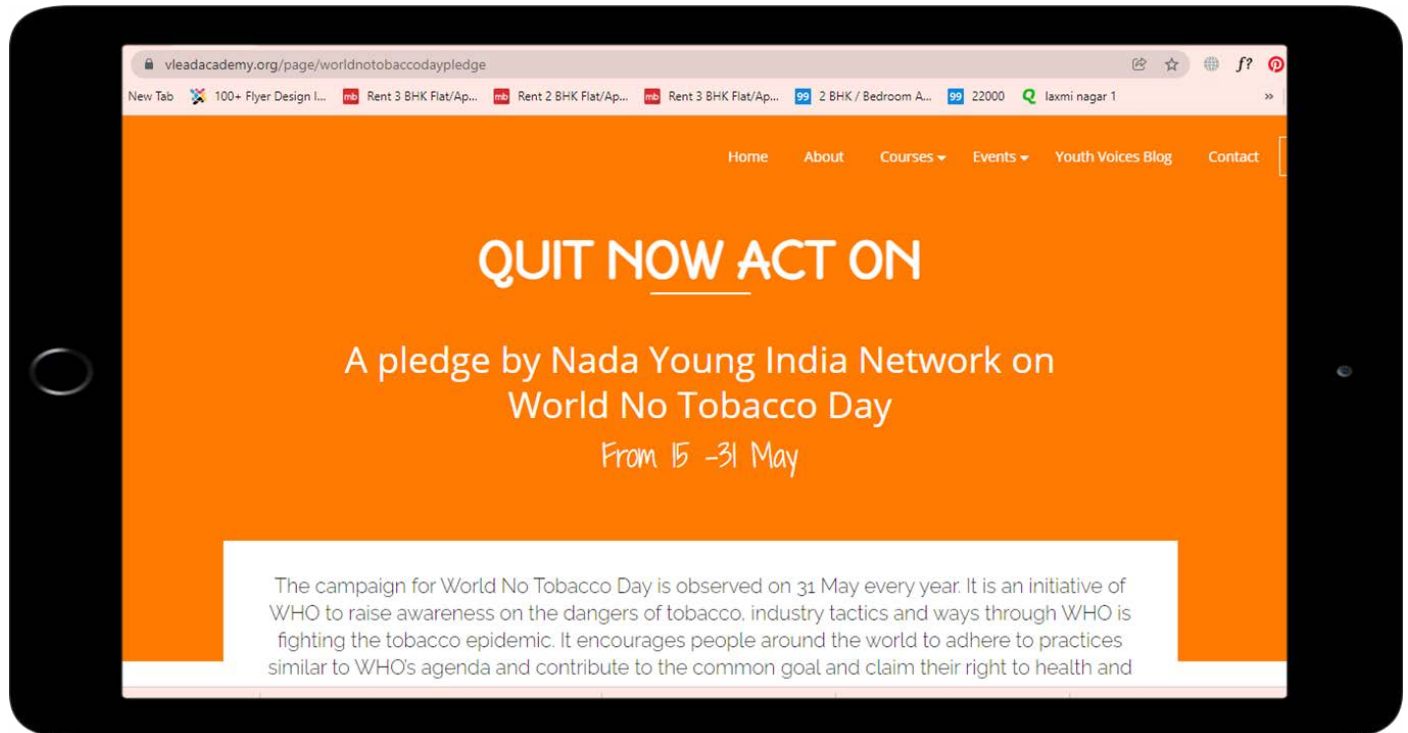 vleadacademy.org/page/worldnotobaccodaypledge f?
New Tab 100+ Flyer Design I... mb Rent 3 BHK Flat/Ap... mb Rent 2 BHK Flat/Ap... mb Rent 3 BHK Flat/Ap... 99 2 BHK / Bedroom A... 99 22000 Q laxmi nagar 1 »
Home About Courses Events Youth Voices Blog Contact
QUIT NOW ACT ON
A pledge by Nada Young India Network on
World No Tobacco Day
From 15 -31 May
The campaign for World No Tobacco Day is observed on 31 May every year. It is an initiative of
WHO to raise awareness on the dangers of tobacco, industry tactics and ways through WHO is
fighting the tobacco epidemic. It encourages people around the world to adhere to practices
similar to WHO's agenda and contribute to the common goal and claim their right to health and